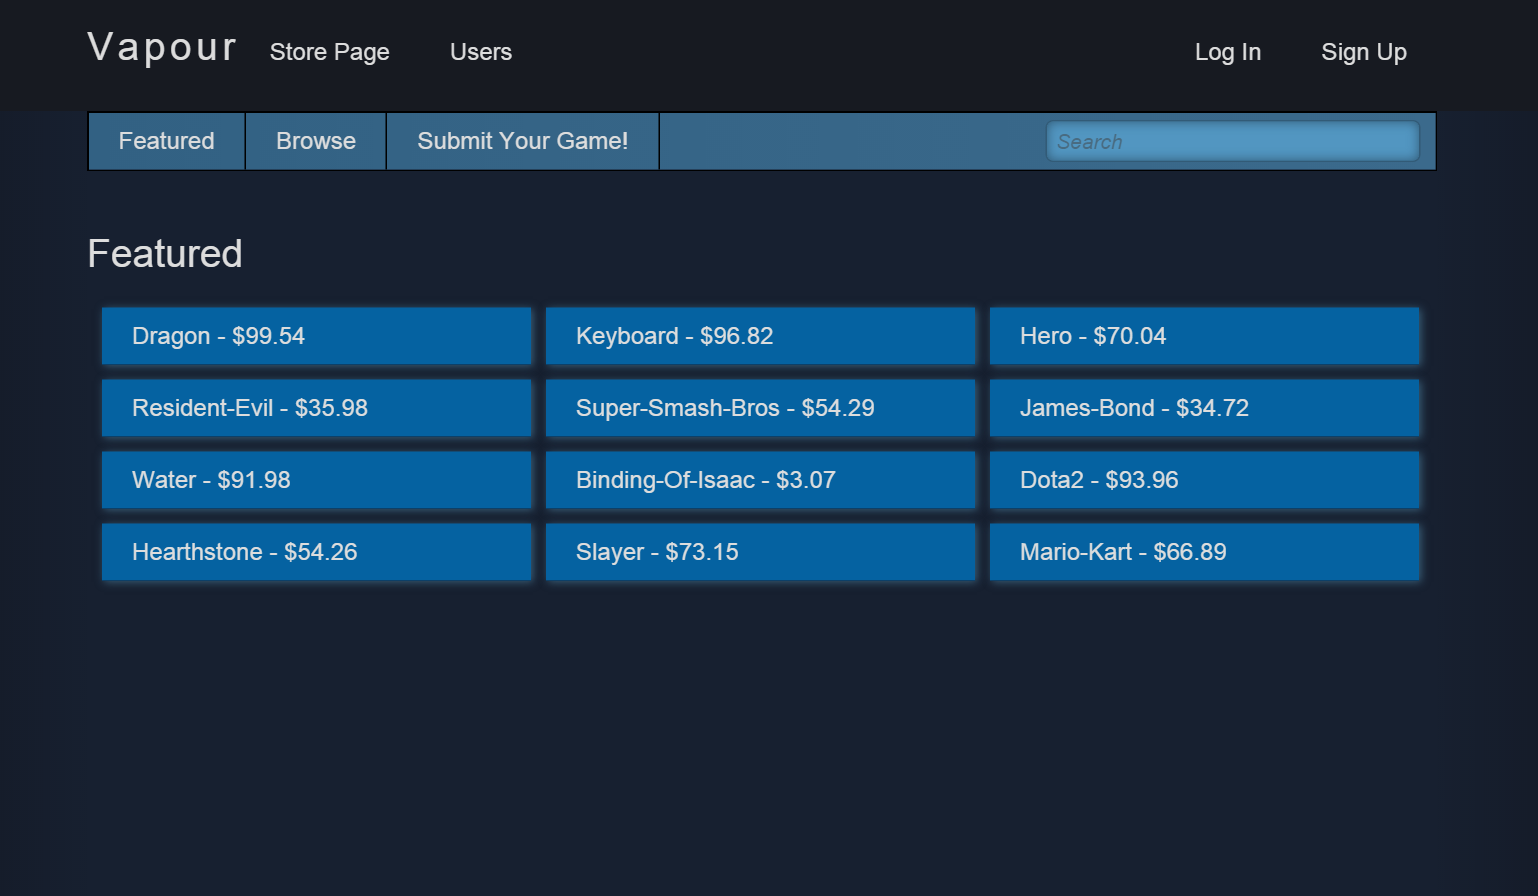 Vapour Store Page Users Log In Sign Up
Featured Browse Submit Your Game! Search
Featured
Dragon - $99.54 Keyboard - $96.82 Hero - $70.04
Resident-Evil - $35.98 Super-Smash-Bros - $54.29 James-Bond - $34.72
Water - $91.98 Binding-Of-Isaac - $3.07 Dota2 - $93.96
Hearthstone - $54.26 Slayer - $73.15 Mario-Kart - $66.89